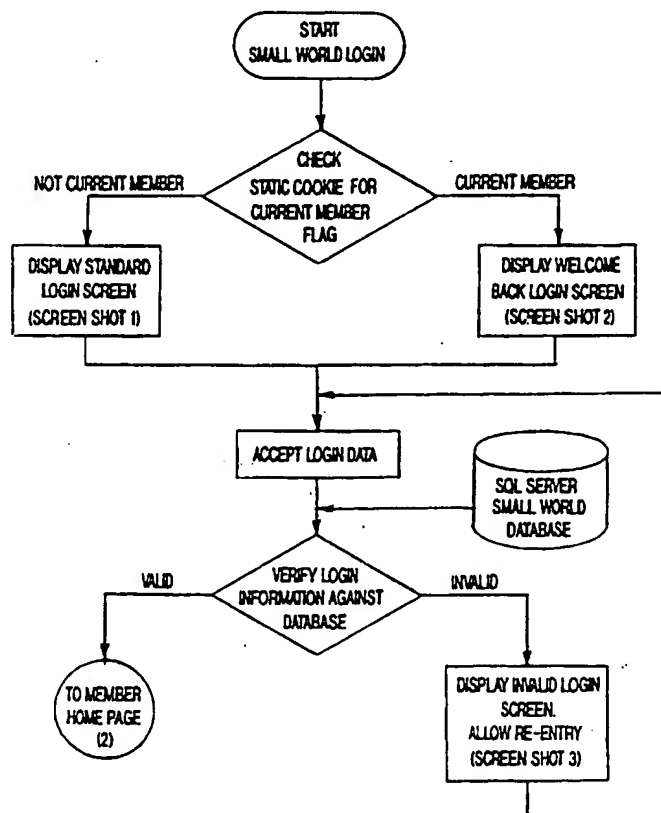 START
SMALL WORLD LOGIN
CHECK
STATIC COOKIE FOR
CURRENT MEMBER
FLAG
NOT CURRENT MEMBER
CURRENT MEMBER
DISPLAY STANDARD
LOGIN SCREEN
(SCREEN SHOT 1)
DISPLAY WELCOME
BACK LOGIN SCREEN
(SCREEN SHOT 2)
ACCEPT LOGIN DATA
SQL SERVER
SMALL WORLD
DATABASE
VERIFY LOGIN
INFORMATION AGAINST
DATABASE
VALID
INVALID
TO MEMBER
HOME PAGE
(2)
DISPLAY INVALID LOGIN
SCREEN.
ALLOW RE-ENTRY
(SCREEN SHOT 3)